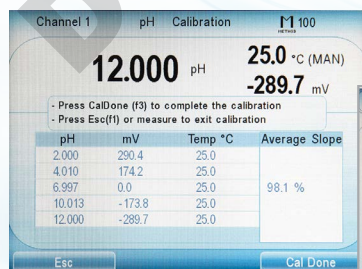 Channel 1 pH Calibration M 100
METHOD
12.000 pH 25.0 °C (MAN)
-289.7 mV
- Press CalDone (f3) to complete the calibration
- Press Esc(f1) or measure to exit calibration
pH mV Temp °C Average Slope
2.000 290.4 25.0
4.010 174.2 25.0
6.997 0.0 25.0 98.1 %
10.013 -173.8 25.0
12.000 -289.7 25.0
Esc Cal Done